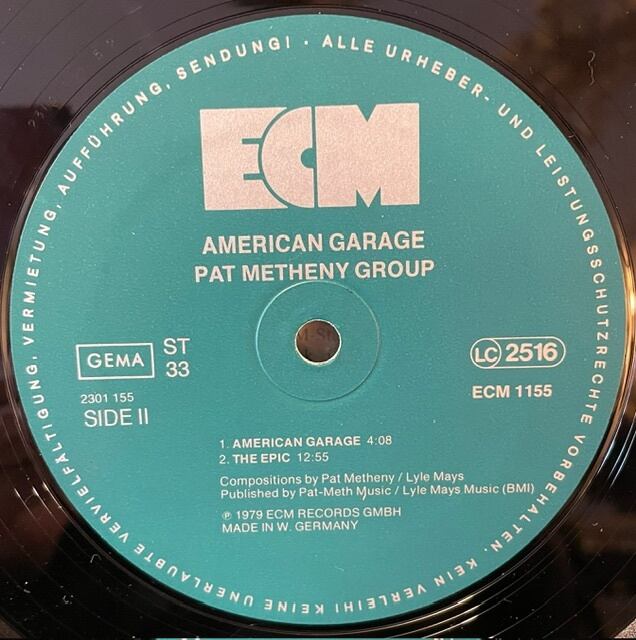 ECM
AMERICAN GARAGE
PAT METHENY GROUP
GEMA
ST
33
LC 2516
2301 155
SIDE II
ECM 1155
1. AMERICAN GARAGE 4:08
2. THE EPIC 12:55
Compositions by Pat Metheny / Lyle Mays
Published by Pat-Meth Music / Lyle Mays Music (BMI)
℗ 1979 ECM RECORDS GMBH
MADE IN W. GERMANY
ALLE URHEBER- UND LEISTUNGSSCHUTZRECHTE VORBEHALTEN. KEIN VERLEIH! KEINE UNERLAUBTE VERVIELFÄLTIGUNG, VERMIETUNG, AUFFÜHRUNG, SENDUNG! ·